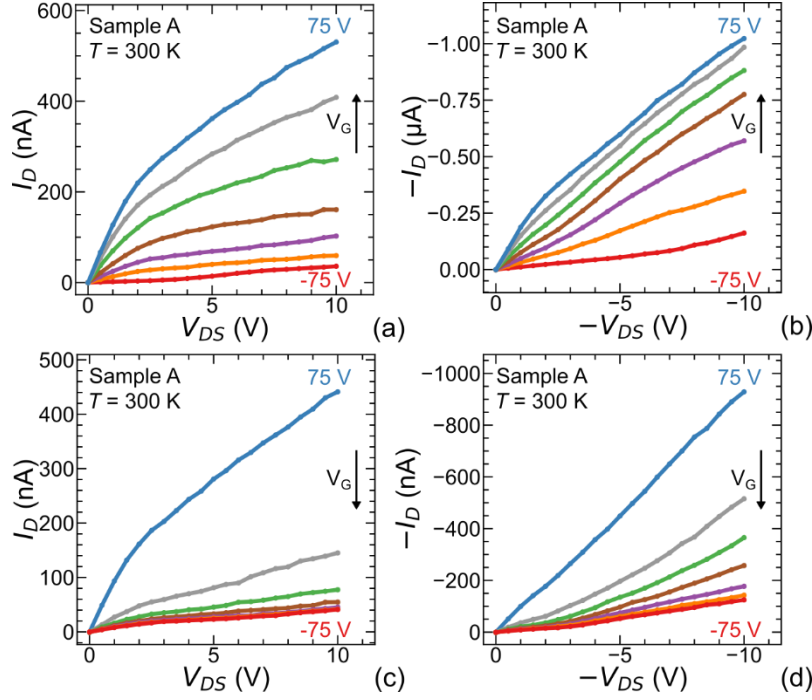 600
400
200
0
I_D (nA)
Sample A
T = 300 K
75 V
V_G
-75 V
0
5
10
V_DS (V)
(a)
−1.00
−0.75
−0.50
−0.25
0.00
−I_D (µA)
Sample A
T = 300 K
75 V
V_G
-75 V
0
−5
−10
−V_DS (V)
(b)
500
400
300
200
100
0
I_D (nA)
Sample A
T = 300 K
75 V
V_G
-75 V
0
5
10
V_DS (V)
(c)
−1000
−800
−600
−400
−200
0
−I_D (nA)
Sample A
T = 300 K
75 V
V_G
-75 V
0
−5
−10
−V_DS (V)
(d)